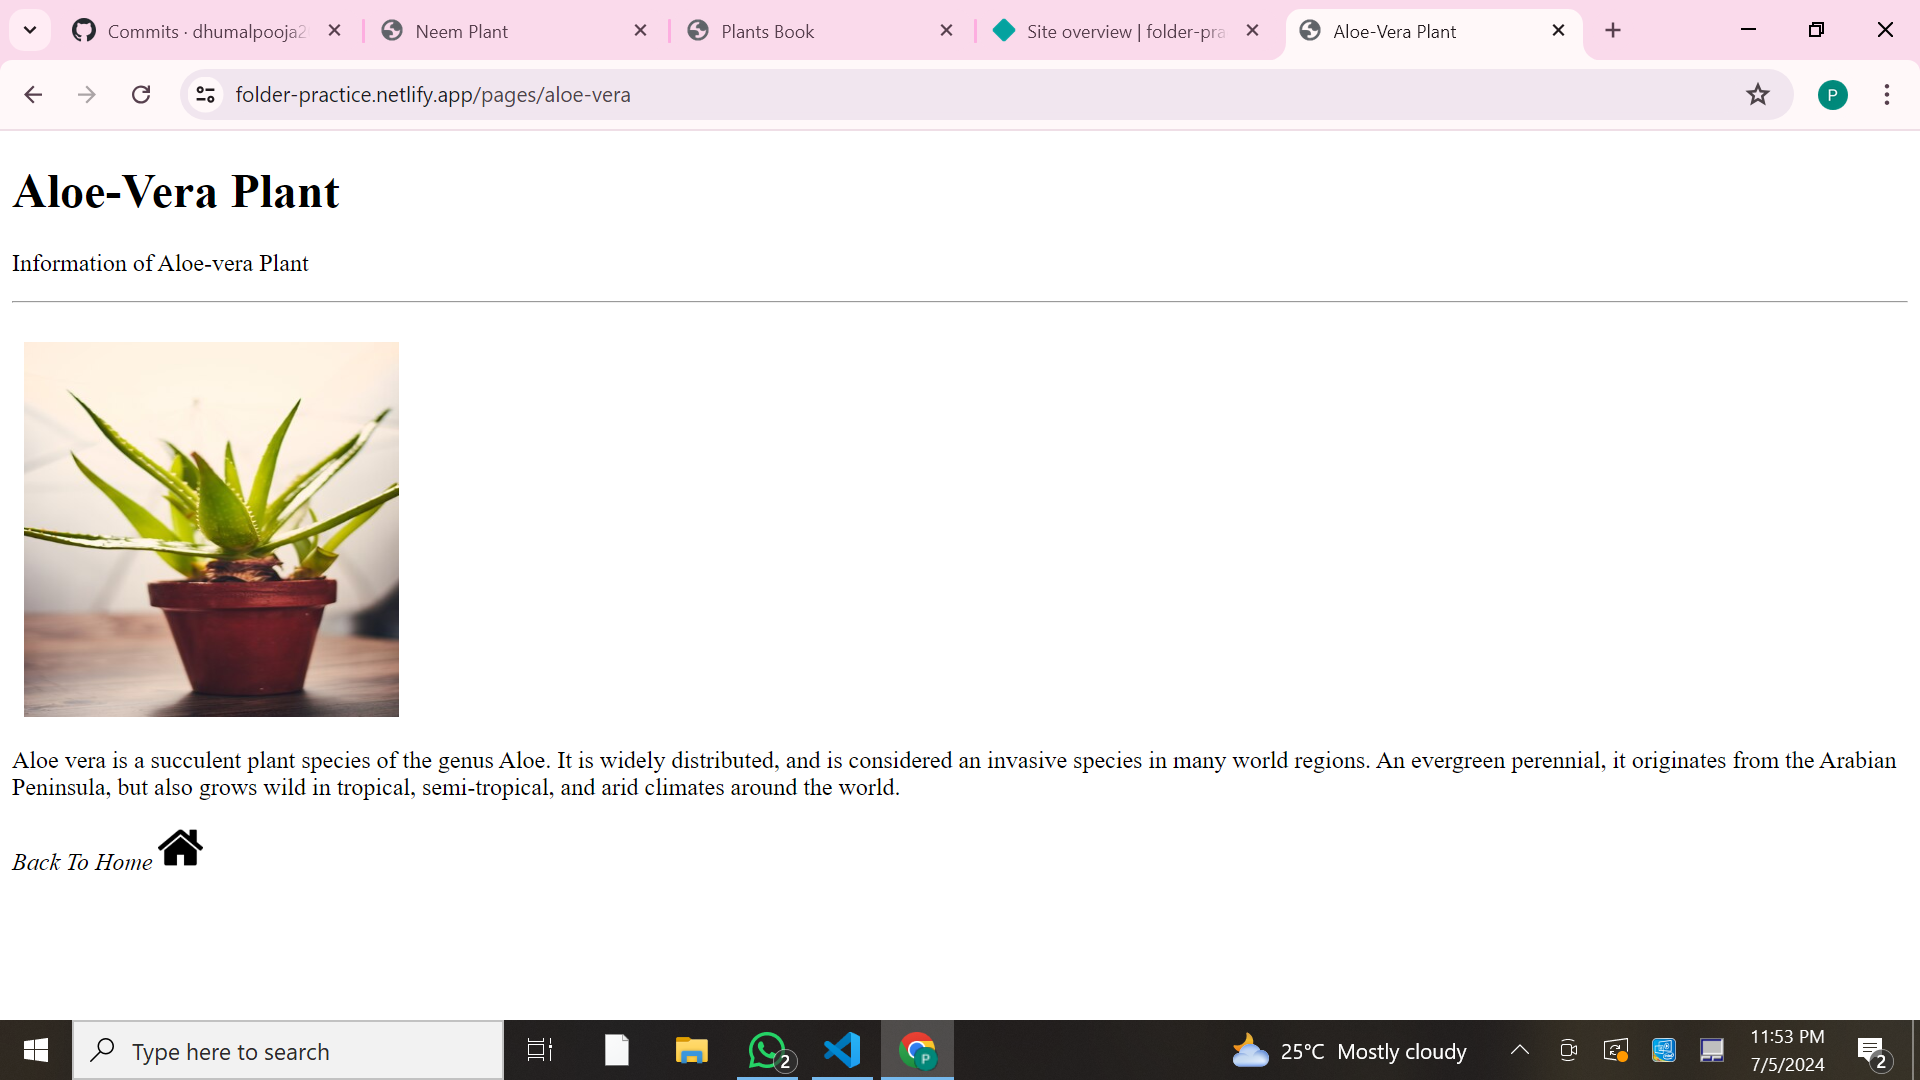 Commits · dhumalpooja2
Neem Plant
Plants Book
Site overview | folder-pra
Aloe-Vera Plant
folder-practice.netlify.app/pages/aloe-vera
P
Aloe-Vera Plant
Information of Aloe-vera Plant
Aloe vera is a succulent plant species of the genus Aloe. It is widely distributed, and is considered an invasive species in many world regions. An evergreen perennial, it originates from the Arabian
Peninsula, but also grows wild in tropical, semi-tropical, and arid climates around the world.
Back To Home
Type here to search
2
P
25°C Mostly cloudy
11:53 PM
7/5/2024
2